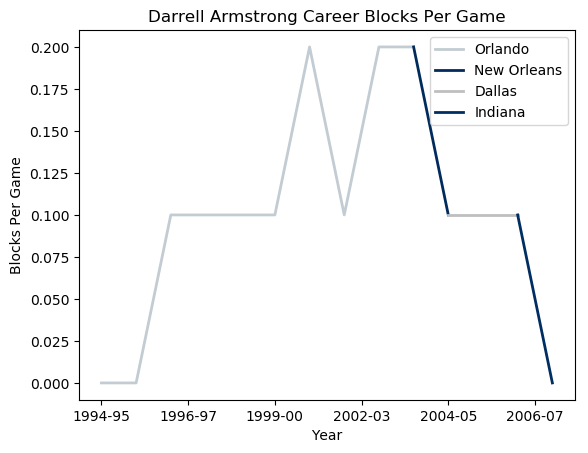 Darrell Armstrong Career Blocks Per Game
Orlando
New Orleans
Dallas
Indiana
Blocks Per Game
0.200
0.175
0.150
0.125
0.100
0.075
0.050
0.025
0.000
1994-95 1996-97 1999-00 2002-03 2004-05 2006-07
Year